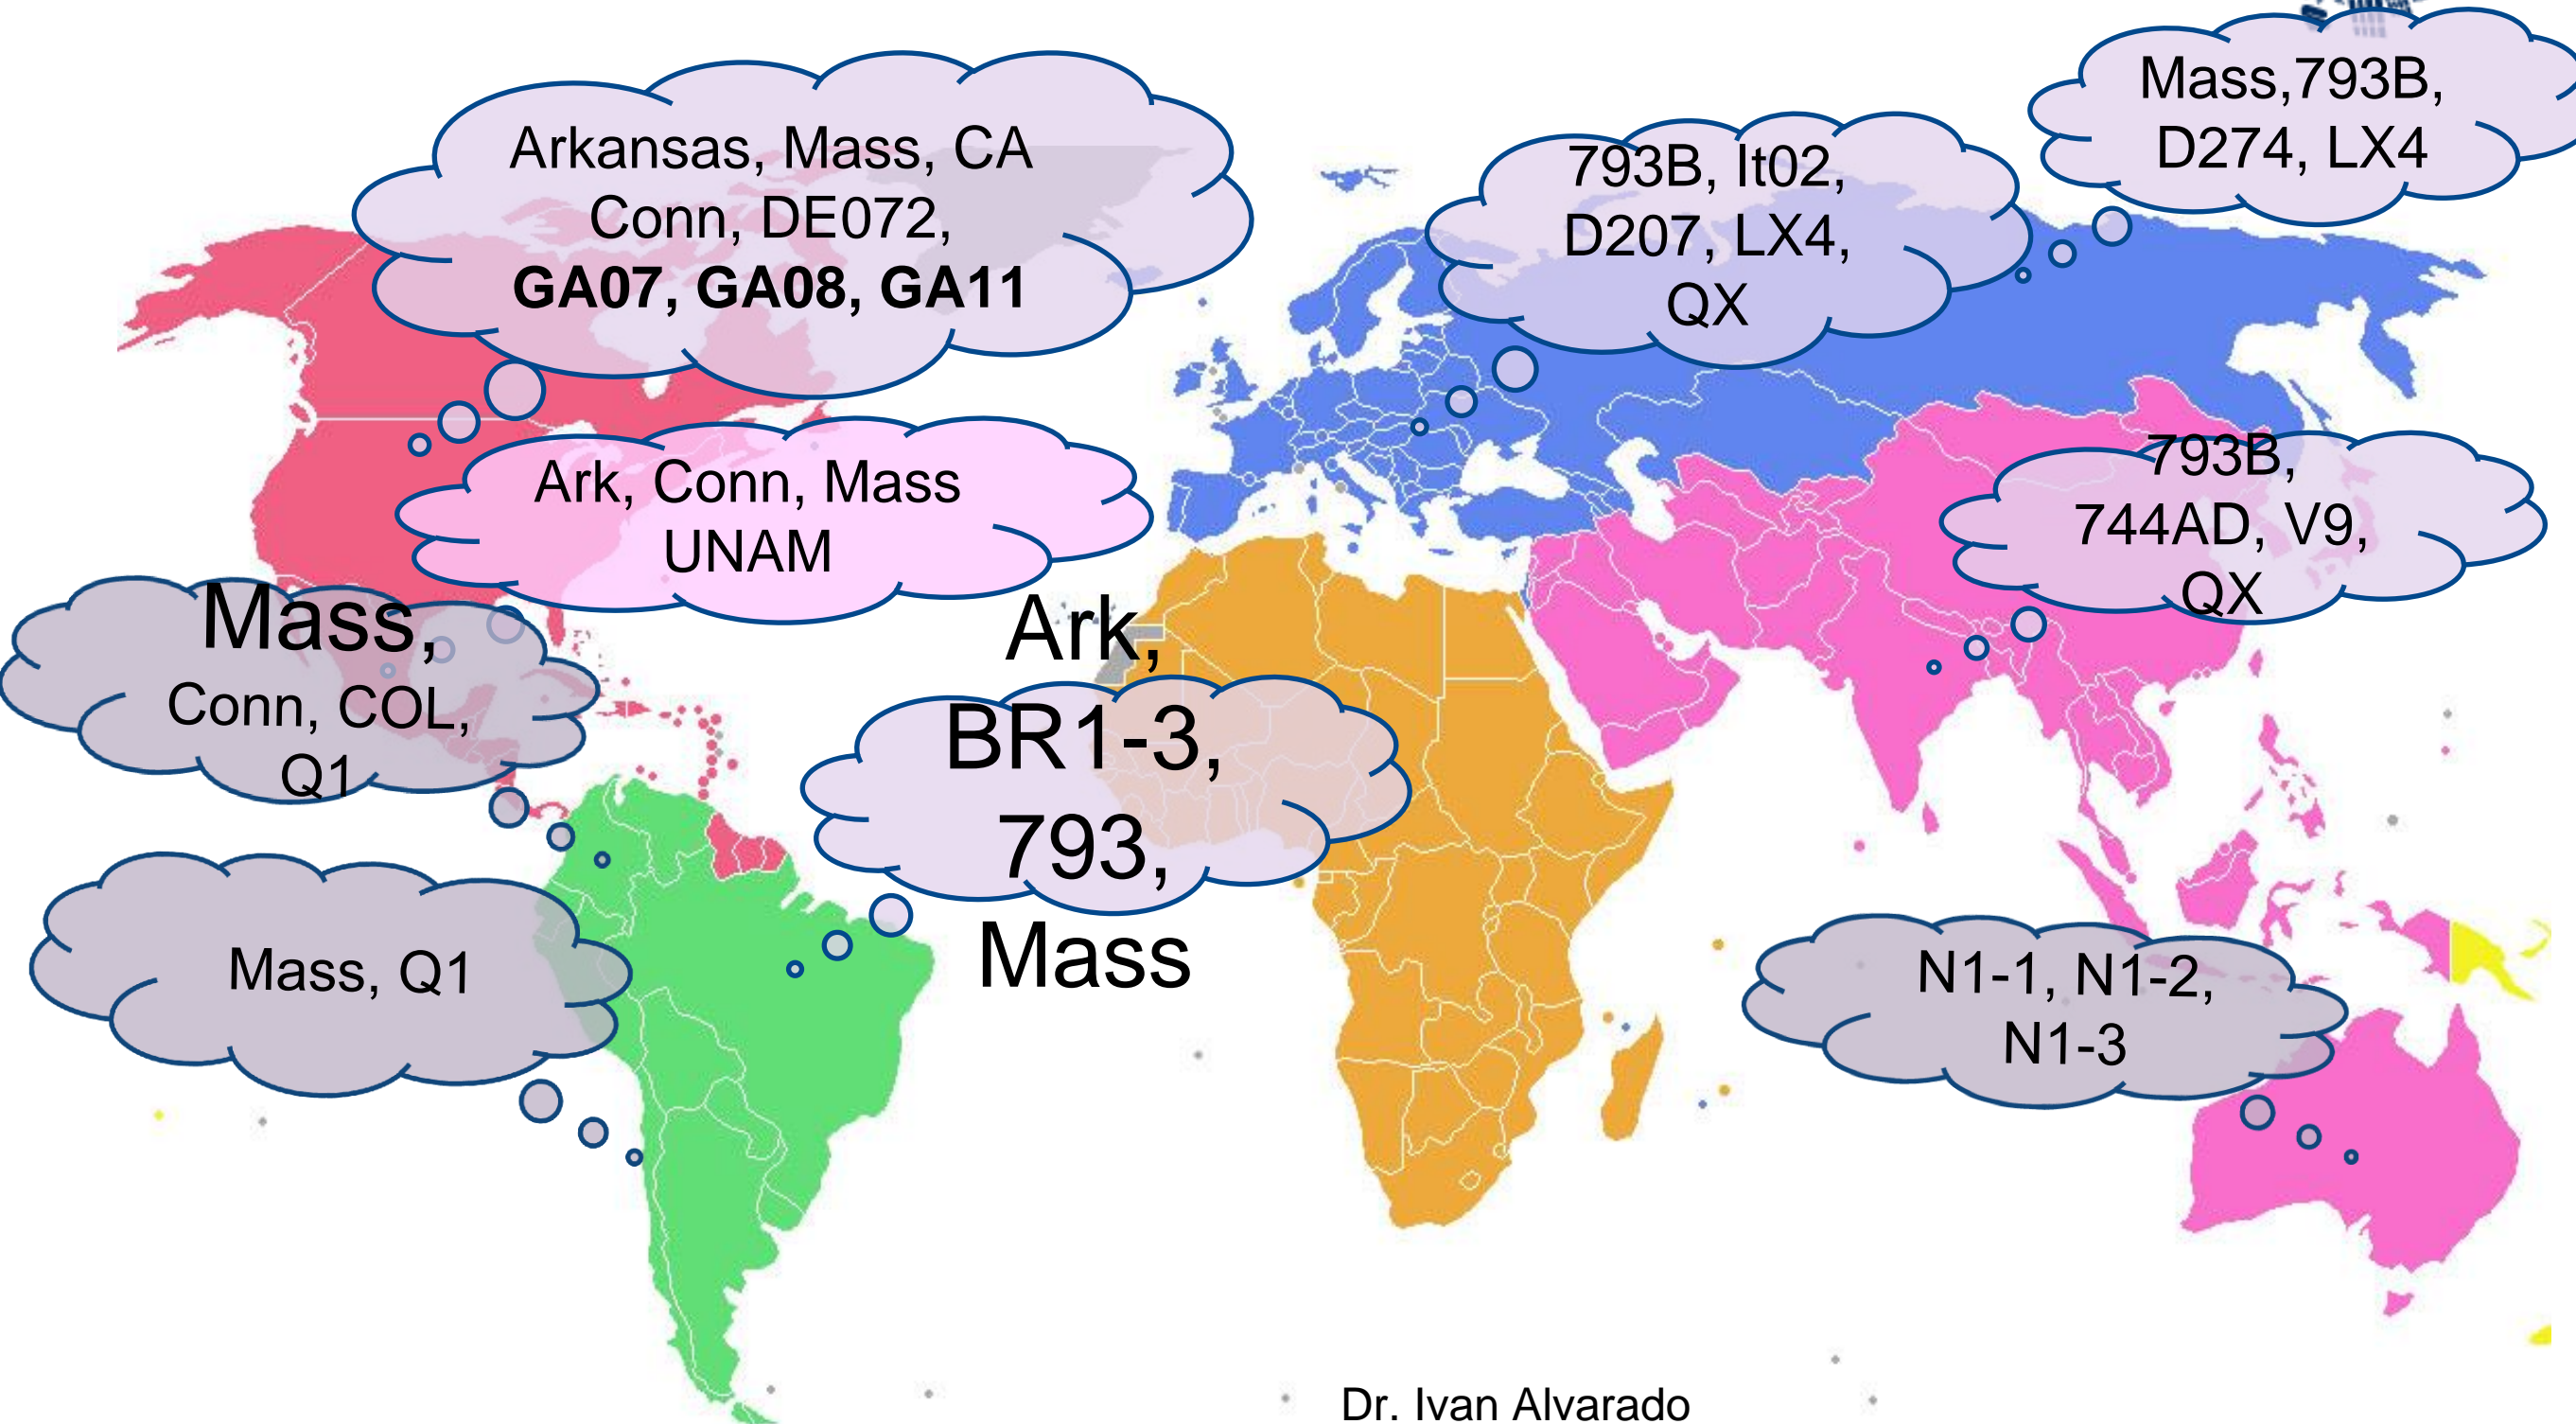 Arkansas, Mass, CA
Conn, DE072,
GA07, GA08, GA11
793B, It02,
D207, LX4,
QX
Mass,793B,
D274, LX4
Ark, Conn, Mass
UNAM
793B,
744AD, V9,
QX
Mass,
Conn, COL,
Q1
Ark,
BR1-3,
793,
Mass
Mass, Q1
N1-1, N1-2,
N1-3
Dr. Ivan Alvarado